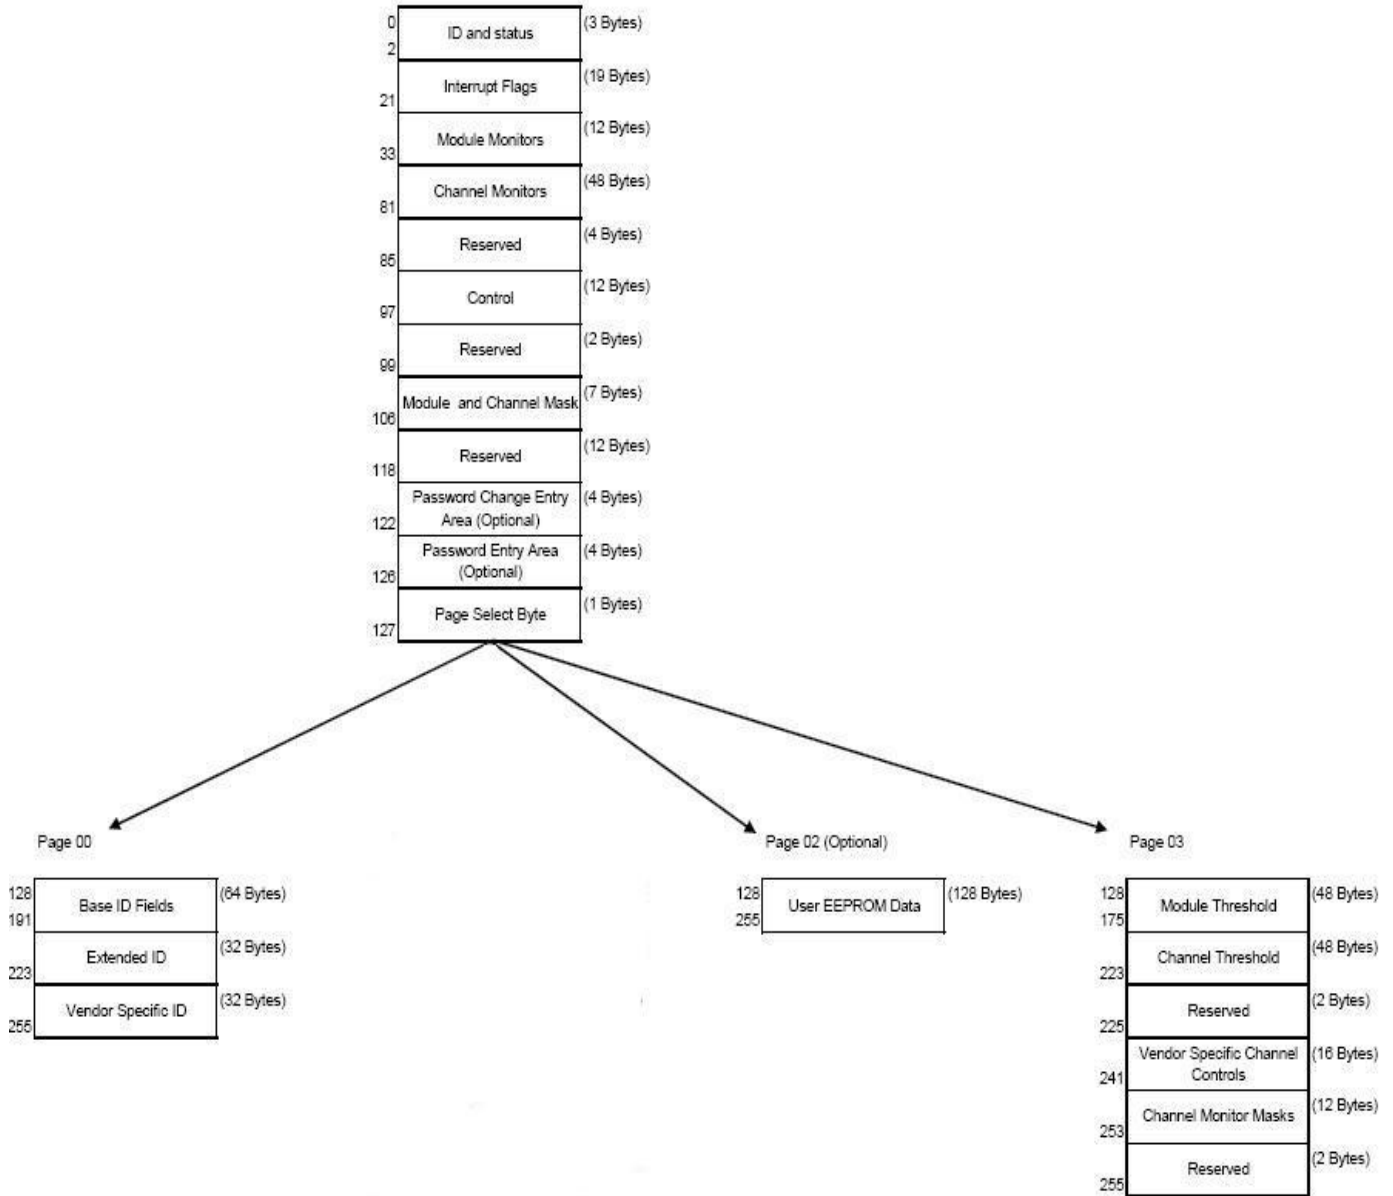 0
ID and status
(3 Bytes)
2
Interrupt Flags
(19 Bytes)
21
Module Monitors
(12 Bytes)
33
Channel Monitors
(48 Bytes)
81
Reserved
(4 Bytes)
85
Control
(12 Bytes)
97
Reserved
(2 Bytes)
99
Module and Channel Mask
(7 Bytes)
106
Reserved
(12 Bytes)
118
Password Change Entry
Area (Optional)
(4 Bytes)
122
Password Entry Area
(Optional)
(4 Bytes)
126
Page Select Byte
(1 Bytes)
127
Page 00
128
Base ID Fields
(64 Bytes)
191
Extended ID
(32 Bytes)
223
Vendor Specific ID
(32 Bytes)
255
Page 02 (Optional)
128
User EEPROM Data
(128 Bytes)
255
Page 03
128
Module Threshold
(48 Bytes)
175
Channel Threshold
(48 Bytes)
223
Reserved
(2 Bytes)
225
Vendor Specific Channel
Controls
(16 Bytes)
241
Channel Monitor Masks
(12 Bytes)
253
Reserved
(2 Bytes)
255